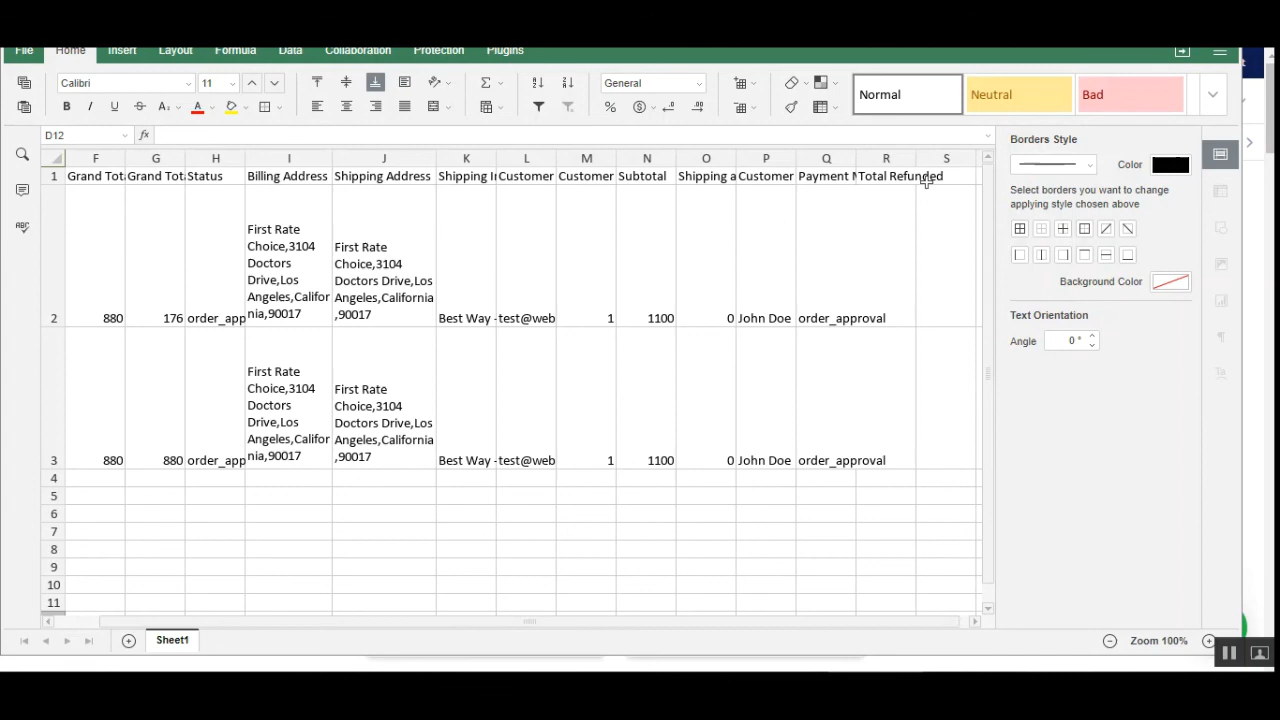 File Home Insert Layout Formula Data Collaboration Protection Plugins
Calibri 11 General Normal Neutral Bad
D12
Borders Style
Color
Select borders you want to change
applying style chosen above
Background Color
Text Orientation
Angle 0 °
F G H I J K L M N O P Q R S
1 Grand Tot Grand Tot Status Billing Address Shipping Address Shipping In Customer Customer Subtotal Shipping a Customer Payment M Total Refunded
First Rate
Choice,3104
Doctors
Drive,Los
Angeles,Califor
nia,90017
First Rate
Choice,3104
Doctors Drive,Los
Angeles,California
,90017
2 880 176 order_app Best Way - test@web 1 1100 0 John Doe order_approval
First Rate
Choice,3104
Doctors
Drive,Los
Angeles,Califor
nia,90017
First Rate
Choice,3104
Doctors Drive,Los
Angeles,California
,90017
3 880 880 order_app Best Way - test@web 1 1100 0 John Doe order_approval
4
5
6
7
8
9
10
11
Sheet1
Zoom 100%